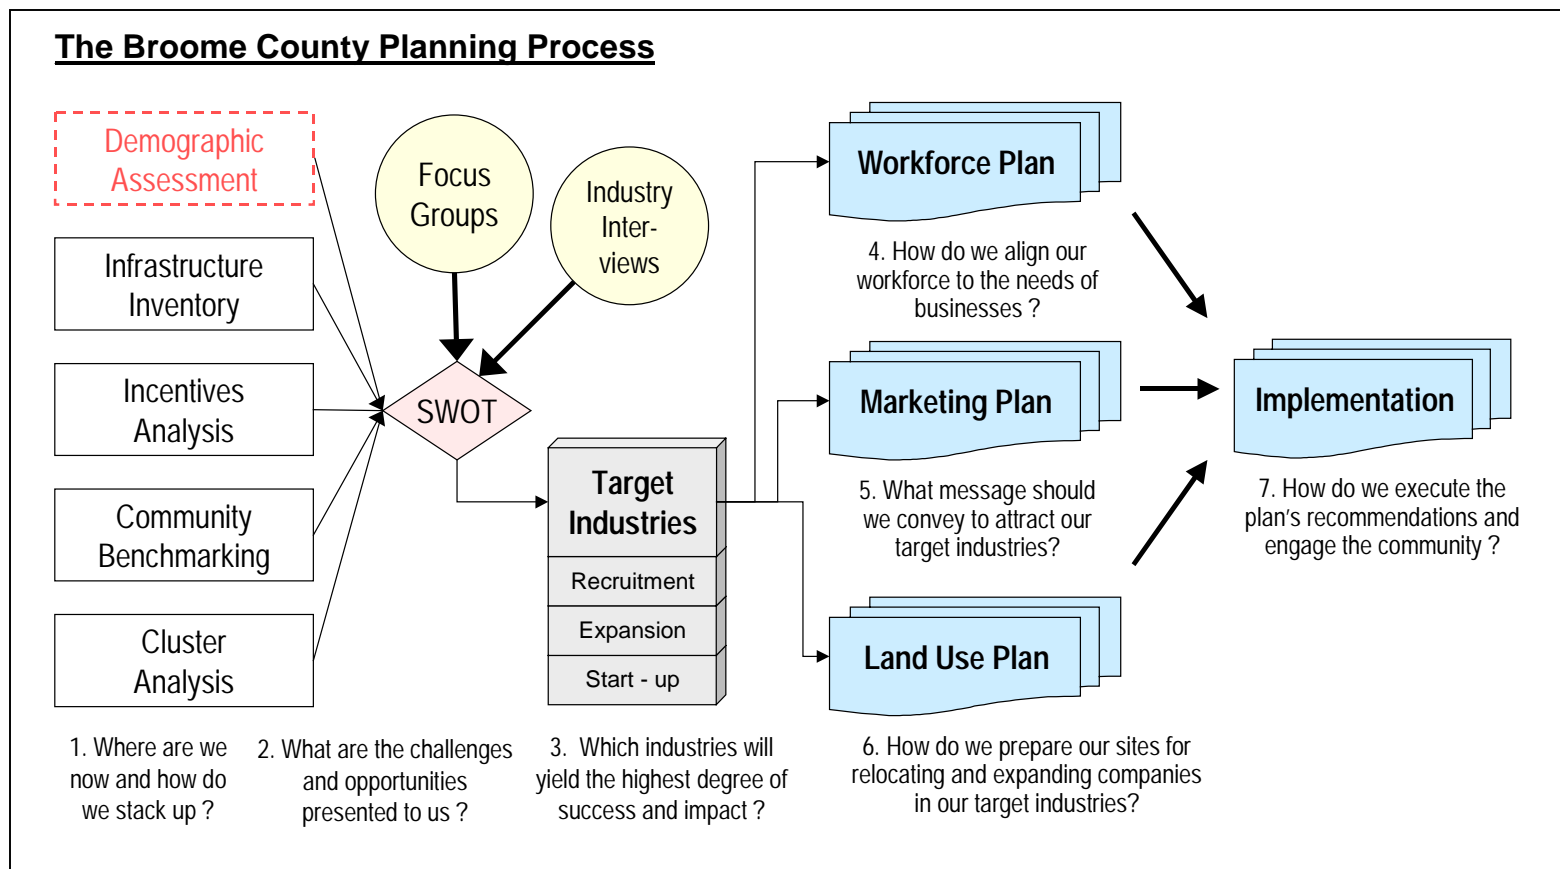 The Broome County Planning Process
Demographic
Assessment
Infrastructure
Inventory
Incentives
Analysis
Community
Benchmarking
Cluster
Analysis
1. Where are we
now and how do
we stack up ?
Focus
Groups
Industry
Inter-
views
SWOT
2. What are the challenges
and opportunities
presented to us ?
Target
Industries
Recruitment
Expansion
Start - up
3.  Which industries will
yield the highest degree of
success and impact ?
Workforce Plan
4. How do we align our
workforce to the needs of
businesses ?
Marketing Plan
5. What message should
we convey to attract our
target industries?
Land Use Plan
6. How do we prepare our sites for
relocating and expanding companies
in our target industries?
Implementation
7. How do we execute the
plan's recommendations and
engage the community ?